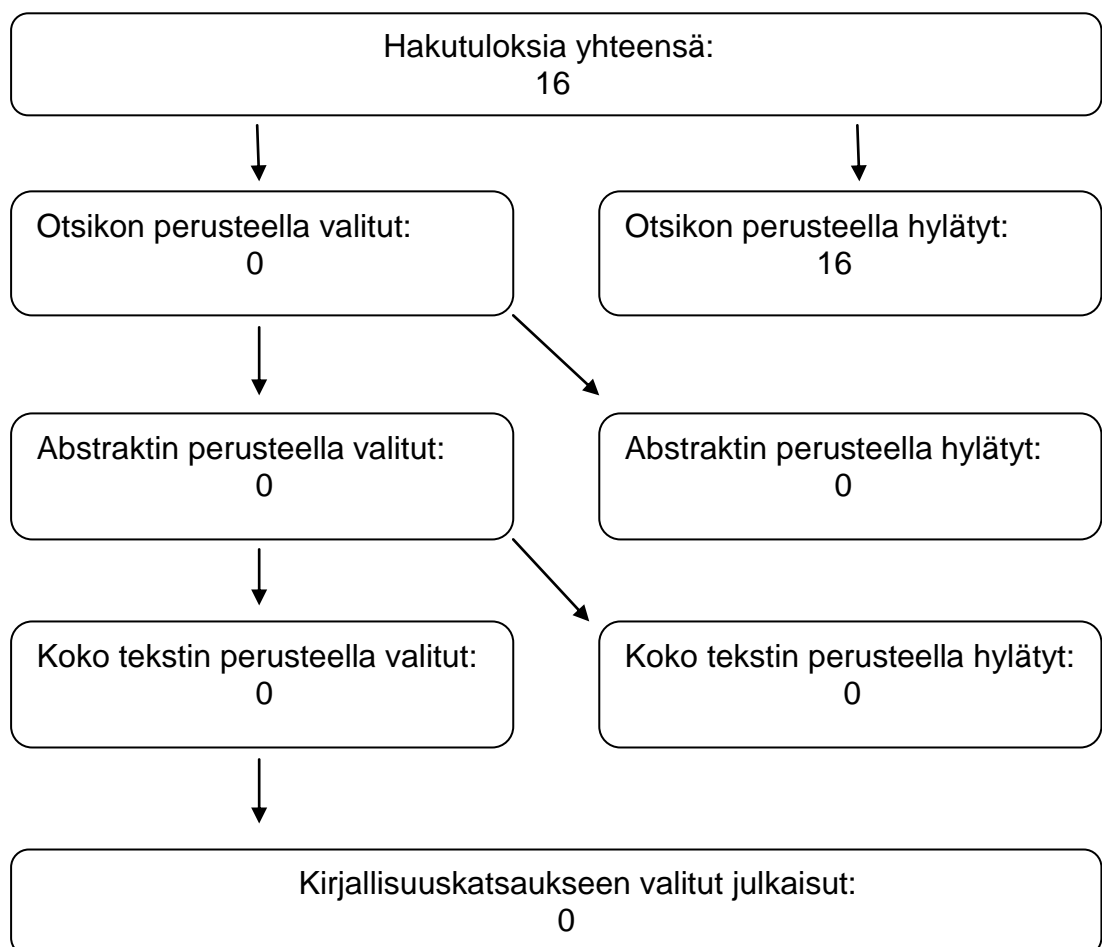 Hakutuloksia yhteensä:
16
Otsikon perusteella valitut:
0
Otsikon perusteella hylätyt:
16
Abstraktin perusteella valitut:
0
Abstraktin perusteella hylätyt:
0
Koko tekstin perusteella valitut:
0
Koko tekstin perusteella hylätyt:
0
Kirjallisuuskatsaukseen valitut julkaisut:
0